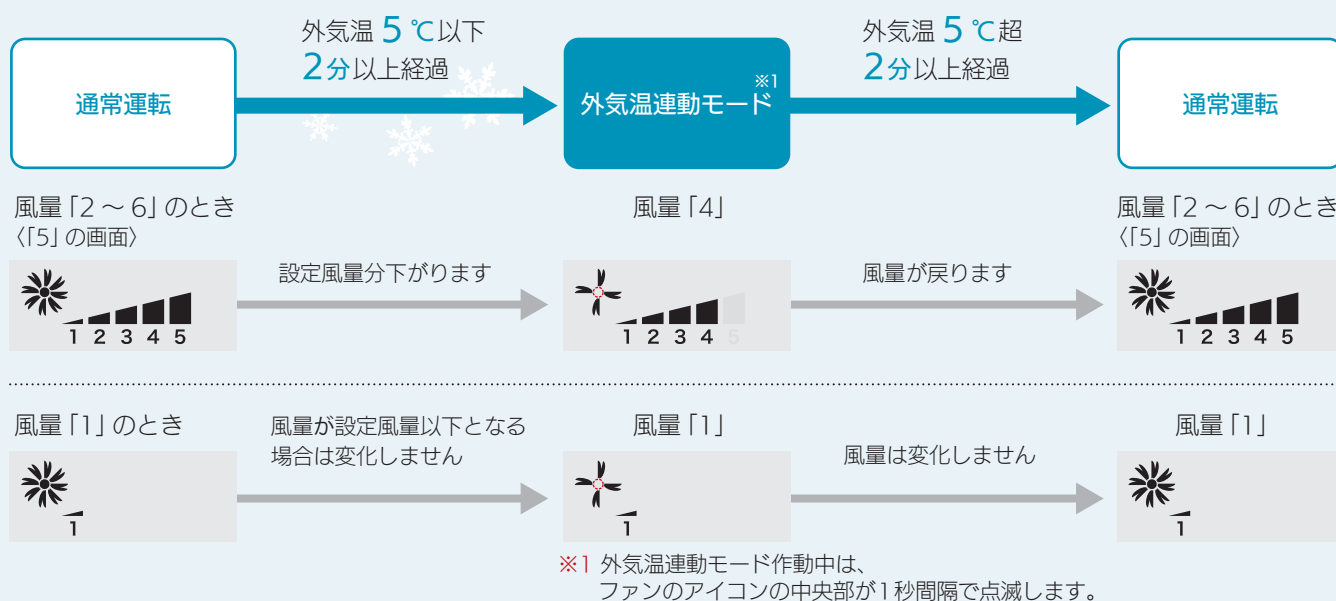 外気温 5 ℃以下
2分以上経過
外気温 5 ℃超
2分以上経過
通常運転
外気温連動モード※1
通常運転
風量「2 ～ 6」のとき
〈「5」の画面〉
風量「4」
風量「2 ～ 6」のとき
〈「5」の画面〉
設定風量分下がります
風量が戻ります
1 2 3 4 5
1 2 3 4 5
1 2 3 4 5
風量「1」のとき
風量が設定風量以下となる
場合は変化しません
風量「1」
風量は変化しません
風量「1」
1
1
1
※1 外気温連動モード作動中は、
ファンのアイコンの中央部が1秒間隔で点滅します。